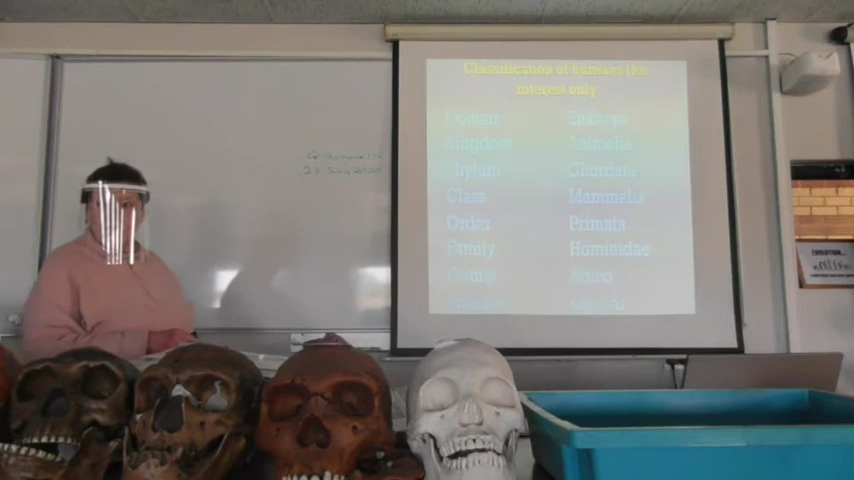 Classification of humans (for
interest only
Domain Eukarya
Kingdom Animalia
Phylum Chordata
Class Mammalia
Order Primata
Family Hominidae
Genus Homo
Species
EVOLUTION...